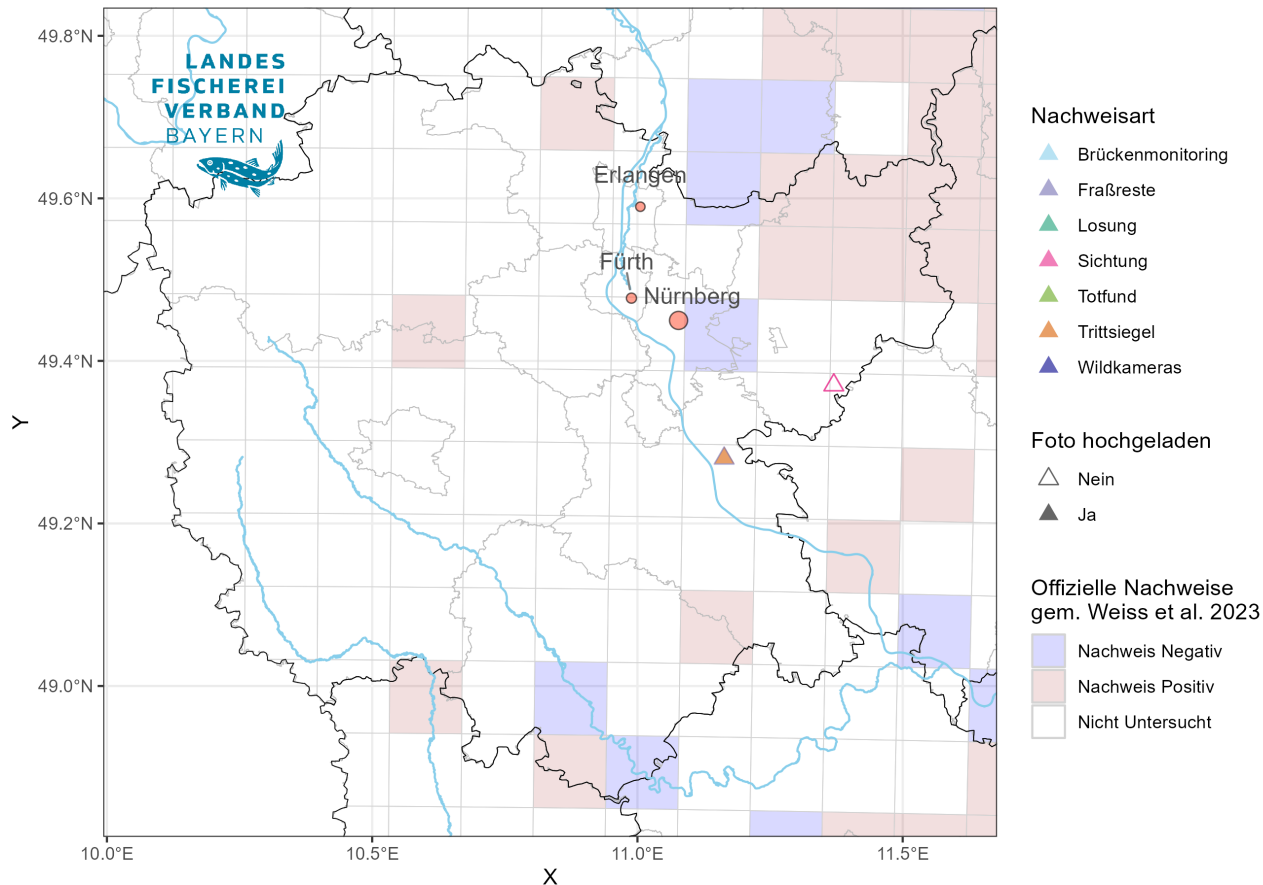 49.8°N
49.6°N
49.4°N
49.2°N
49.0°N
Y
LANDES
FISCHEREI
VERBAND
BAYERN
Erlangen
Fürth
Nürnberg
10.0°E
10.5°E
11.0°E
11.5°E
X
Nachweisart
Brückenmonitoring
Fraßreste
Losung
Sichtung
Totfund
Trittsiegel
Wildkameras
Foto hochgeladen
Nein
Ja
Offizielle Nachweise
gem. Weiss et al. 2023
Nachweis Negativ
Nachweis Positiv
Nicht Untersucht